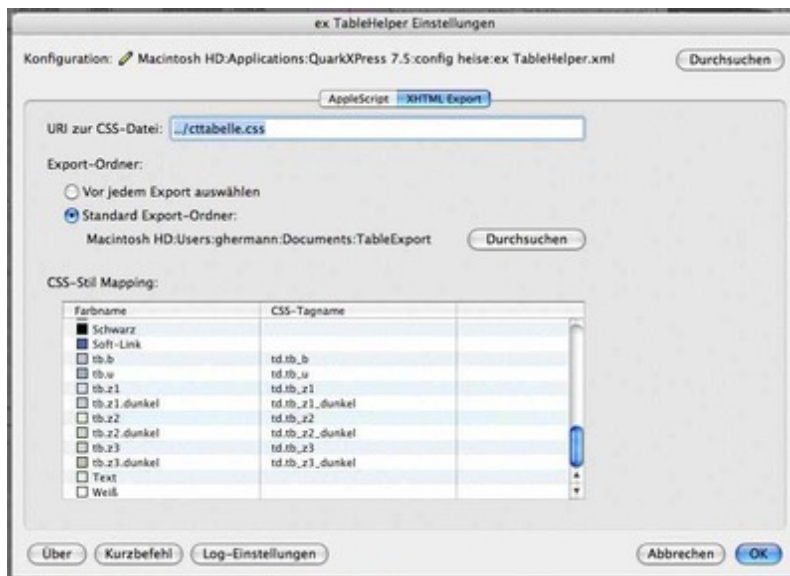 ex TableHelper Einstellungen
Konfiguration: Macintosh HD:Applications:QuarkXPress 7.5:config heise:ex TableHelper.xml Durchsuchen
AppleScript XHTML Export
URI zur CSS-Datei: ../cttabelle.css
Export-Ordner:
Vor jedem Export auswählen
Standard Export-Ordner:
Macintosh HD:Users:ghermann:Documents:TableExport Durchsuchen
CSS-Stil Mapping:
Farbname CSS-Tagname
Schwarz
Soft-Link
tb.b td.tb_b
tb.u td.tb_u
tb.z1 td.tb_z1
tb.z1.dunkel td.tb_z1_dunkel
tb.z2 td.tb_z2
tb.z2.dunkel td.tb_z2_dunkel
tb.z3 td.tb_z3
tb.z3.dunkel td.tb_z3_dunkel
Text
Weiß
Über Kurzbefehl Log-Einstellungen Abbrechen OK